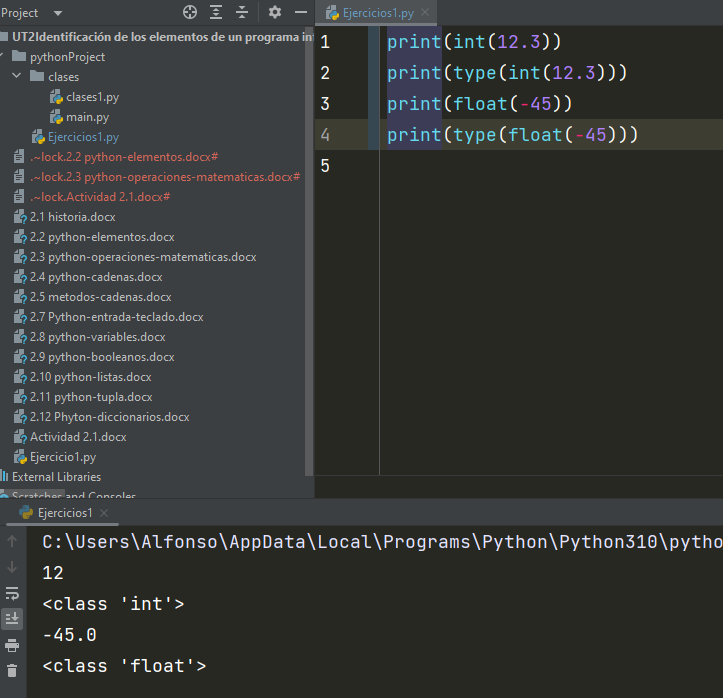 Project
Ejercicios1.py
UT2Identificación de los elementos de un programa in
pythonProject
clases
clases1.py
main.py
Ejercicios1.py
.~lock.2.2 python-elementos.docx#
.~lock.2.3 python-operaciones-matematicas.docx#
.~lock.Actividad 2.1.docx#
2.1 historia.docx
2.2 python-elementos.docx
2.3 python-operaciones-matematicas.docx
2.4 python-cadenas.docx
2.5 metodos-cadenas.docx
2.7 Python-entrada-teclado.docx
2.8 python-variables.docx
2.9 python-booleanos.docx
2.10 python-listas.docx
2.11 python-tupla.docx
2.12 Phyton-diccionarios.docx
Actividad 2.1.docx
Ejercicio1.py
External Libraries
Scratches and Consoles
1 print(int(12.3))
2 print(type(int(12.3)))
3 print(float(-45))
4 print(type(float(-45)))
5
Ejercicios1
C:\Users\Alfonso\AppData\Local\Programs\Python\Python310\pytho
12
<class 'int'>
-45.0
<class 'float'>